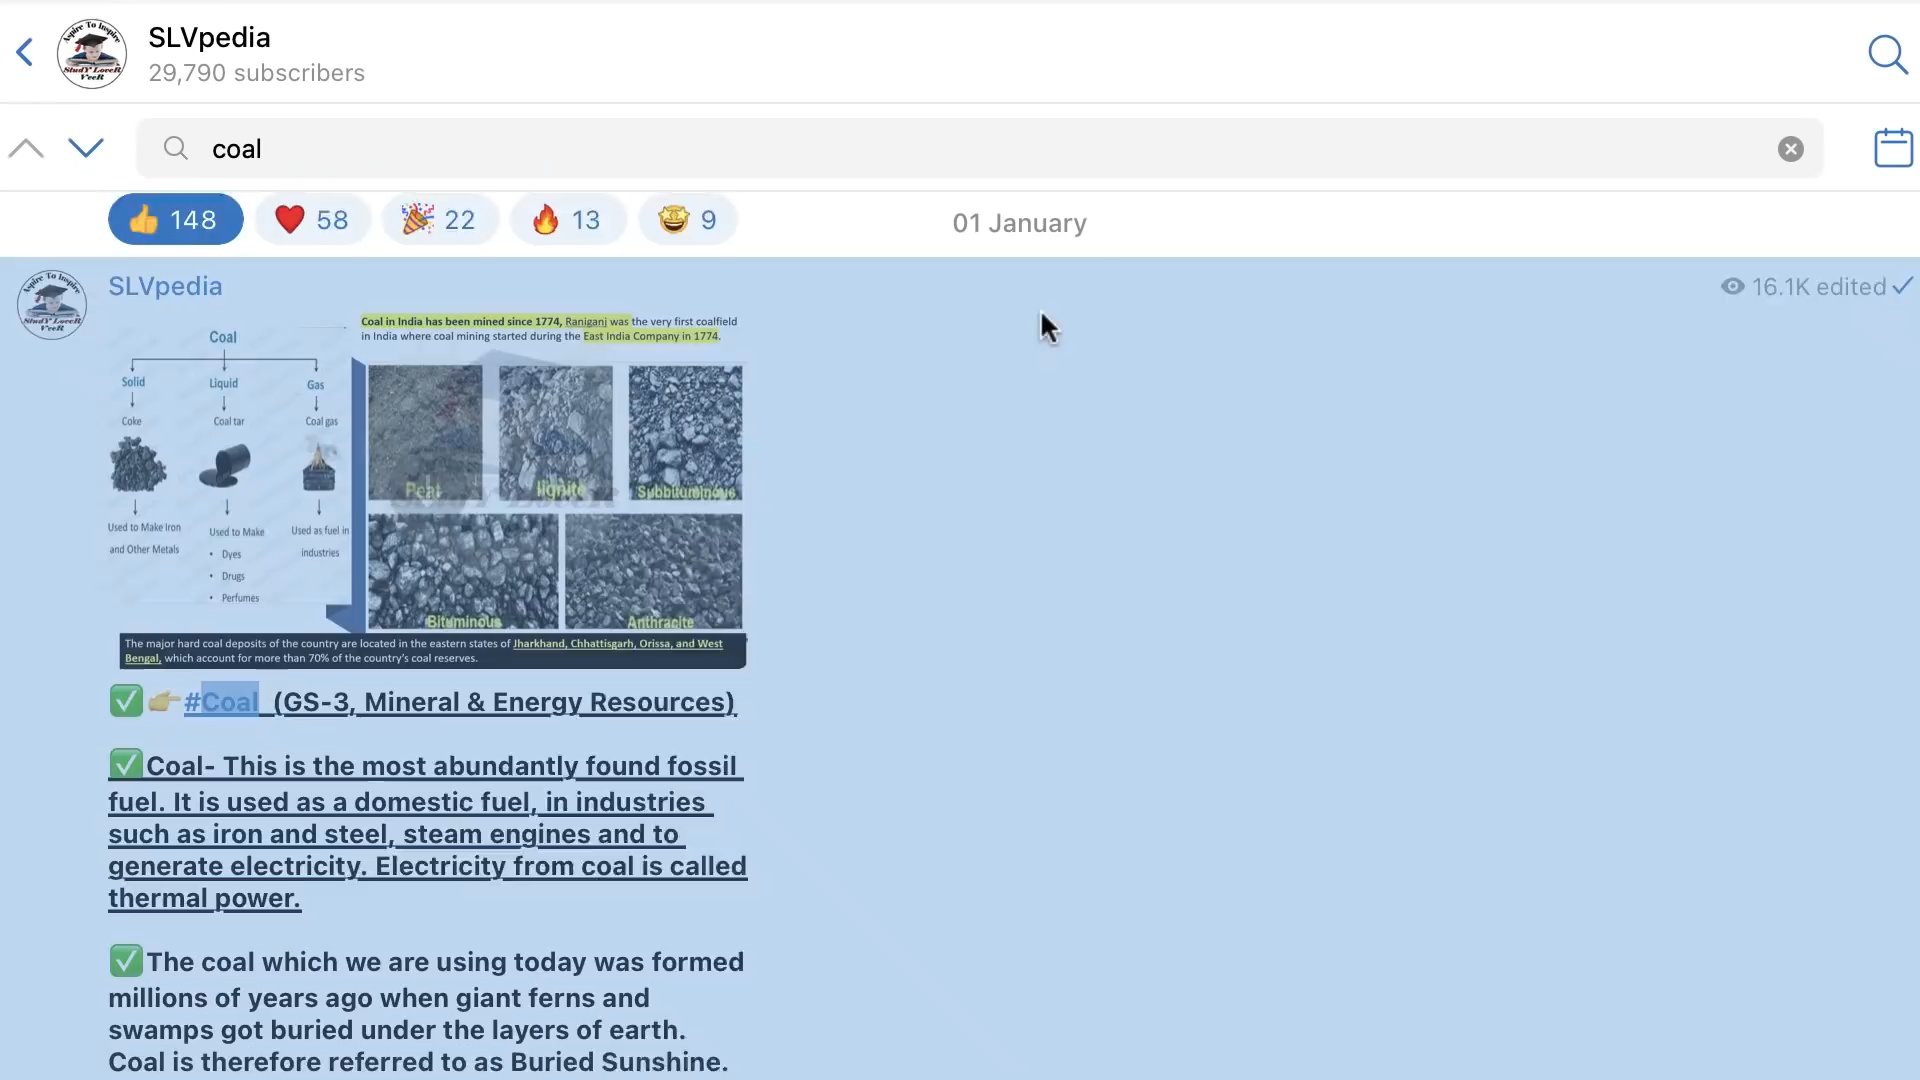 SLVpedia
29,790 subscribers
coal
148
58
22
13
9
01 January
SLVpedia
16.1K edited
Coal in India has been mined since 1774, Raniganj was the very first coalfield
in India where coal mining started during the East India Company in 1774.
Coal
Solid
Liquid
Gas
Coke
Coal tar
Coal gas
Used to Make Iron
and Other Metals
Used to Make
• Dyes
• Drugs
• Perfumes
Used as fuel in
industries
Peat
lignite
Subbituminous
Bituminous
Anthracite
The major hard coal deposits of the country are located in the eastern states of Jharkhand, Chhattisgarh, Orissa, and West
Bengal, which account for more than 70% of the country's coal reserves.
✅👉#Coal (GS-3, Mineral & Energy Resources)
✅Coal- This is the most abundantly found fossil
fuel. It is used as a domestic fuel, in industries
such as iron and steel, steam engines and to
generate electricity. Electricity from coal is called
thermal power.
✅The coal which we are using today was formed
millions of years ago when giant ferns and
swamps got buried under the layers of earth.
Coal is therefore referred to as Buried Sunshine.